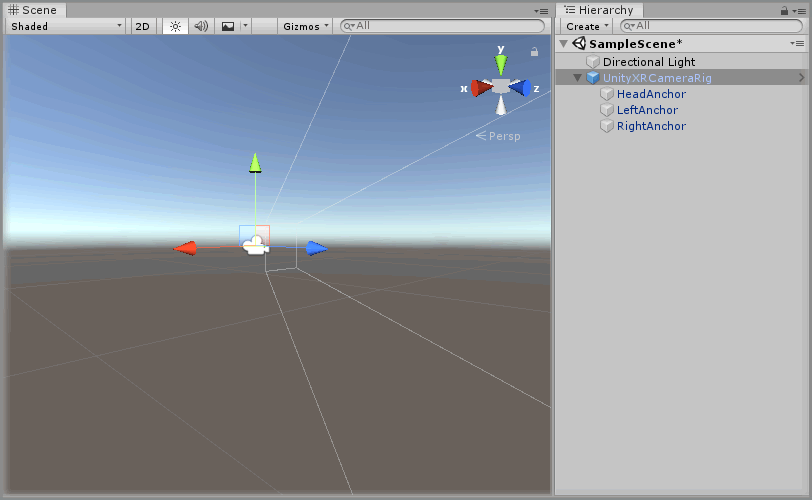 Scene
Shaded
2D
Gizmos
All
y
x
z
Persp
Hierarchy
Create
All
SampleScene*
Directional Light
UnityXRCameraRig
HeadAnchor
LeftAnchor
RightAnchor